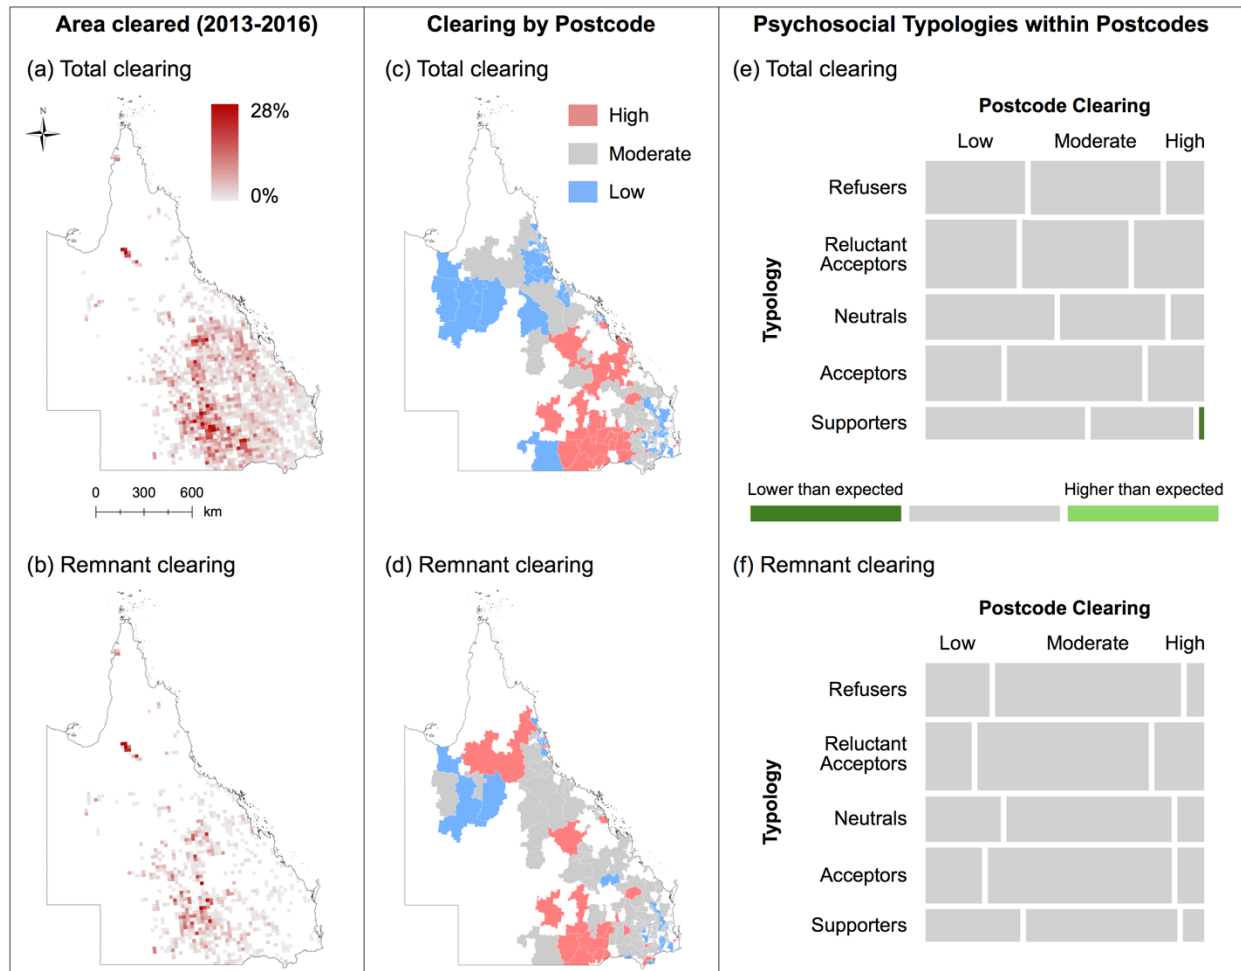 Area cleared (2013-2016)
(a) Total clearing
N
28%
0%
0 300 600
km
(b) Remnant clearing
Clearing by Postcode
(c) Total clearing
High
Moderate
Low
(d) Remnant clearing
Psychosocial Typologies within Postcodes
(e) Total clearing
Postcode Clearing
Low Moderate High
Typology
Refusers
Reluctant
Acceptors
Neutrals
Acceptors
Supporters
Lower than expected Higher than expected
(f) Remnant clearing
Postcode Clearing
Low Moderate High
Typology
Refusers
Reluctant
Acceptors
Neutrals
Acceptors
Supporters